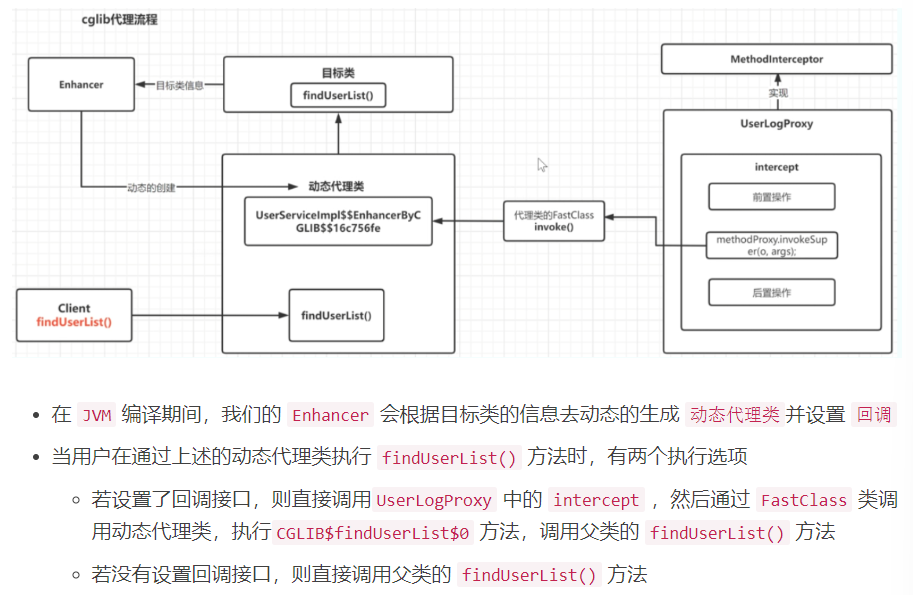 cglib代理流程
Enhancer
目标类信息
目标类
findUserList()
MethodInterceptor
实现
UserLogProxy
intercept
前置操作
methodProxy.invokeSup
er(o, args);
后置操作
动态的创建
动态代理类
UserServiceImpl$$EnhancerByC
GLIB$$16c756fe
代理类的FastClass
invoke()
Client
findUserList()
findUserList()
在 JVM 编译期间，我们的 Enhancer 会根据目标类的信息去动态的生成 动态代理类 并设置 回调
当用户在通过上述的动态代理类执行 findUserList() 方法时，有两个执行选项
若设置了回调接口，则直接调用 UserLogProxy 中的 intercept ，然后通过 FastClass 类调
用动态代理类，执行 CGLIB$findUserList$0 方法，调用父类的 findUserList() 方法
若没有设置回调接口，则直接调用父类的 findUserList() 方法